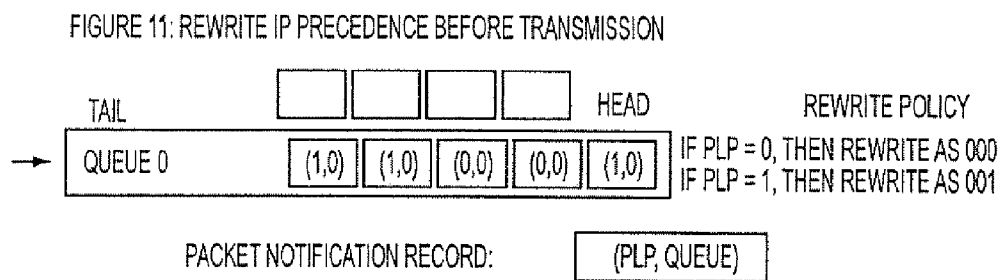 FIGURE 11: REWRITE IP PRECEDENCE BEFORE TRANSMISSION
TAIL HEAD REWRITE POLICY
QUEUE 0 (1,0) (1,0) (0,0) (0,0) (1,0) IF PLP = 0, THEN REWRITE AS 000
IF PLP = 1, THEN REWRITE AS 001
PACKET NOTIFICATION RECORD: (PLP, QUEUE)